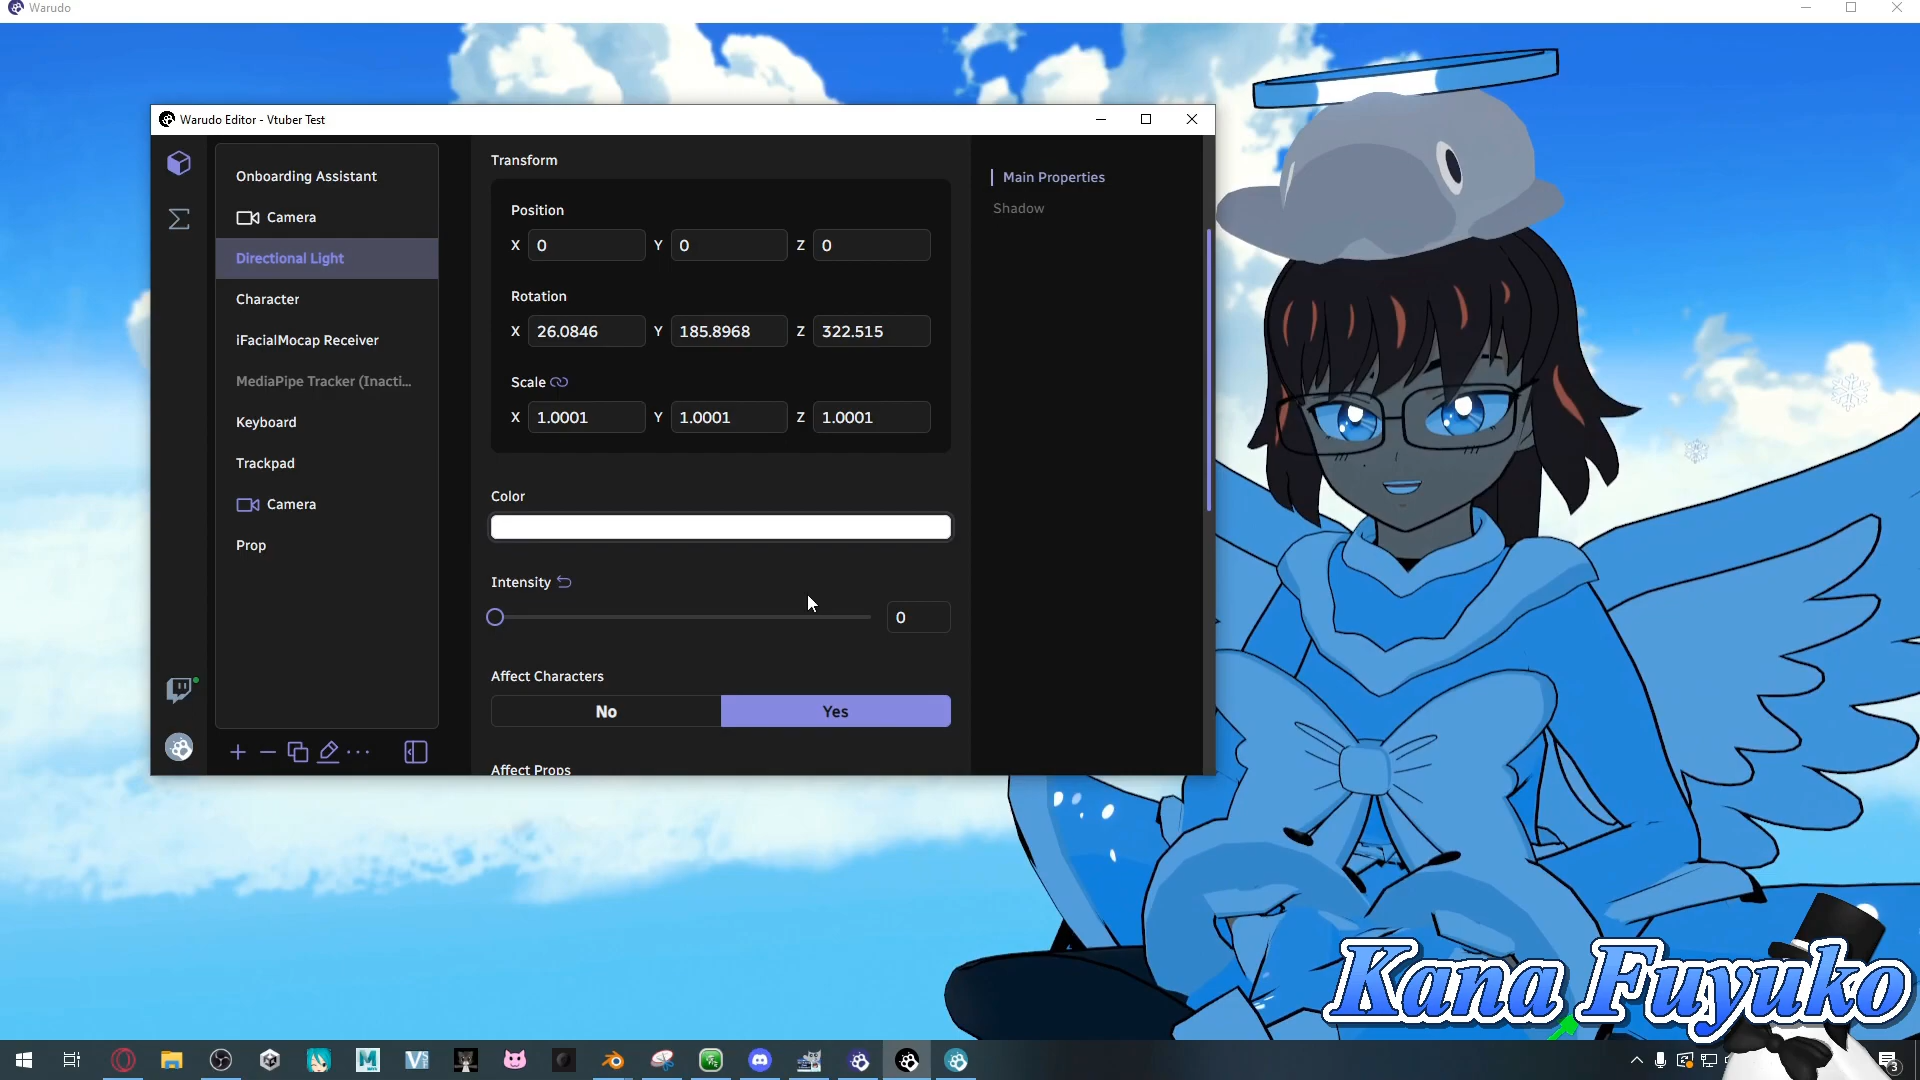 Warudo
Warudo Editor - Vtuber Test
Onboarding Assistant
Camera
Directional Light
Character
iFacialMocap Receiver
MediaPipe Tracker (Inacti...
Keyboard
Trackpad
Camera
Prop
Transform
Position
X 0 Y 0 Z 0
Rotation
X 26.0846 Y 185.8968 Z 322.515
Scale
X 1.0001 Y 1.0001 Z 1.0001
Color
Intensity
0
Affect Characters
No Yes
Affect Props
Main Properties
Shadow
Kana Fuyuko
3